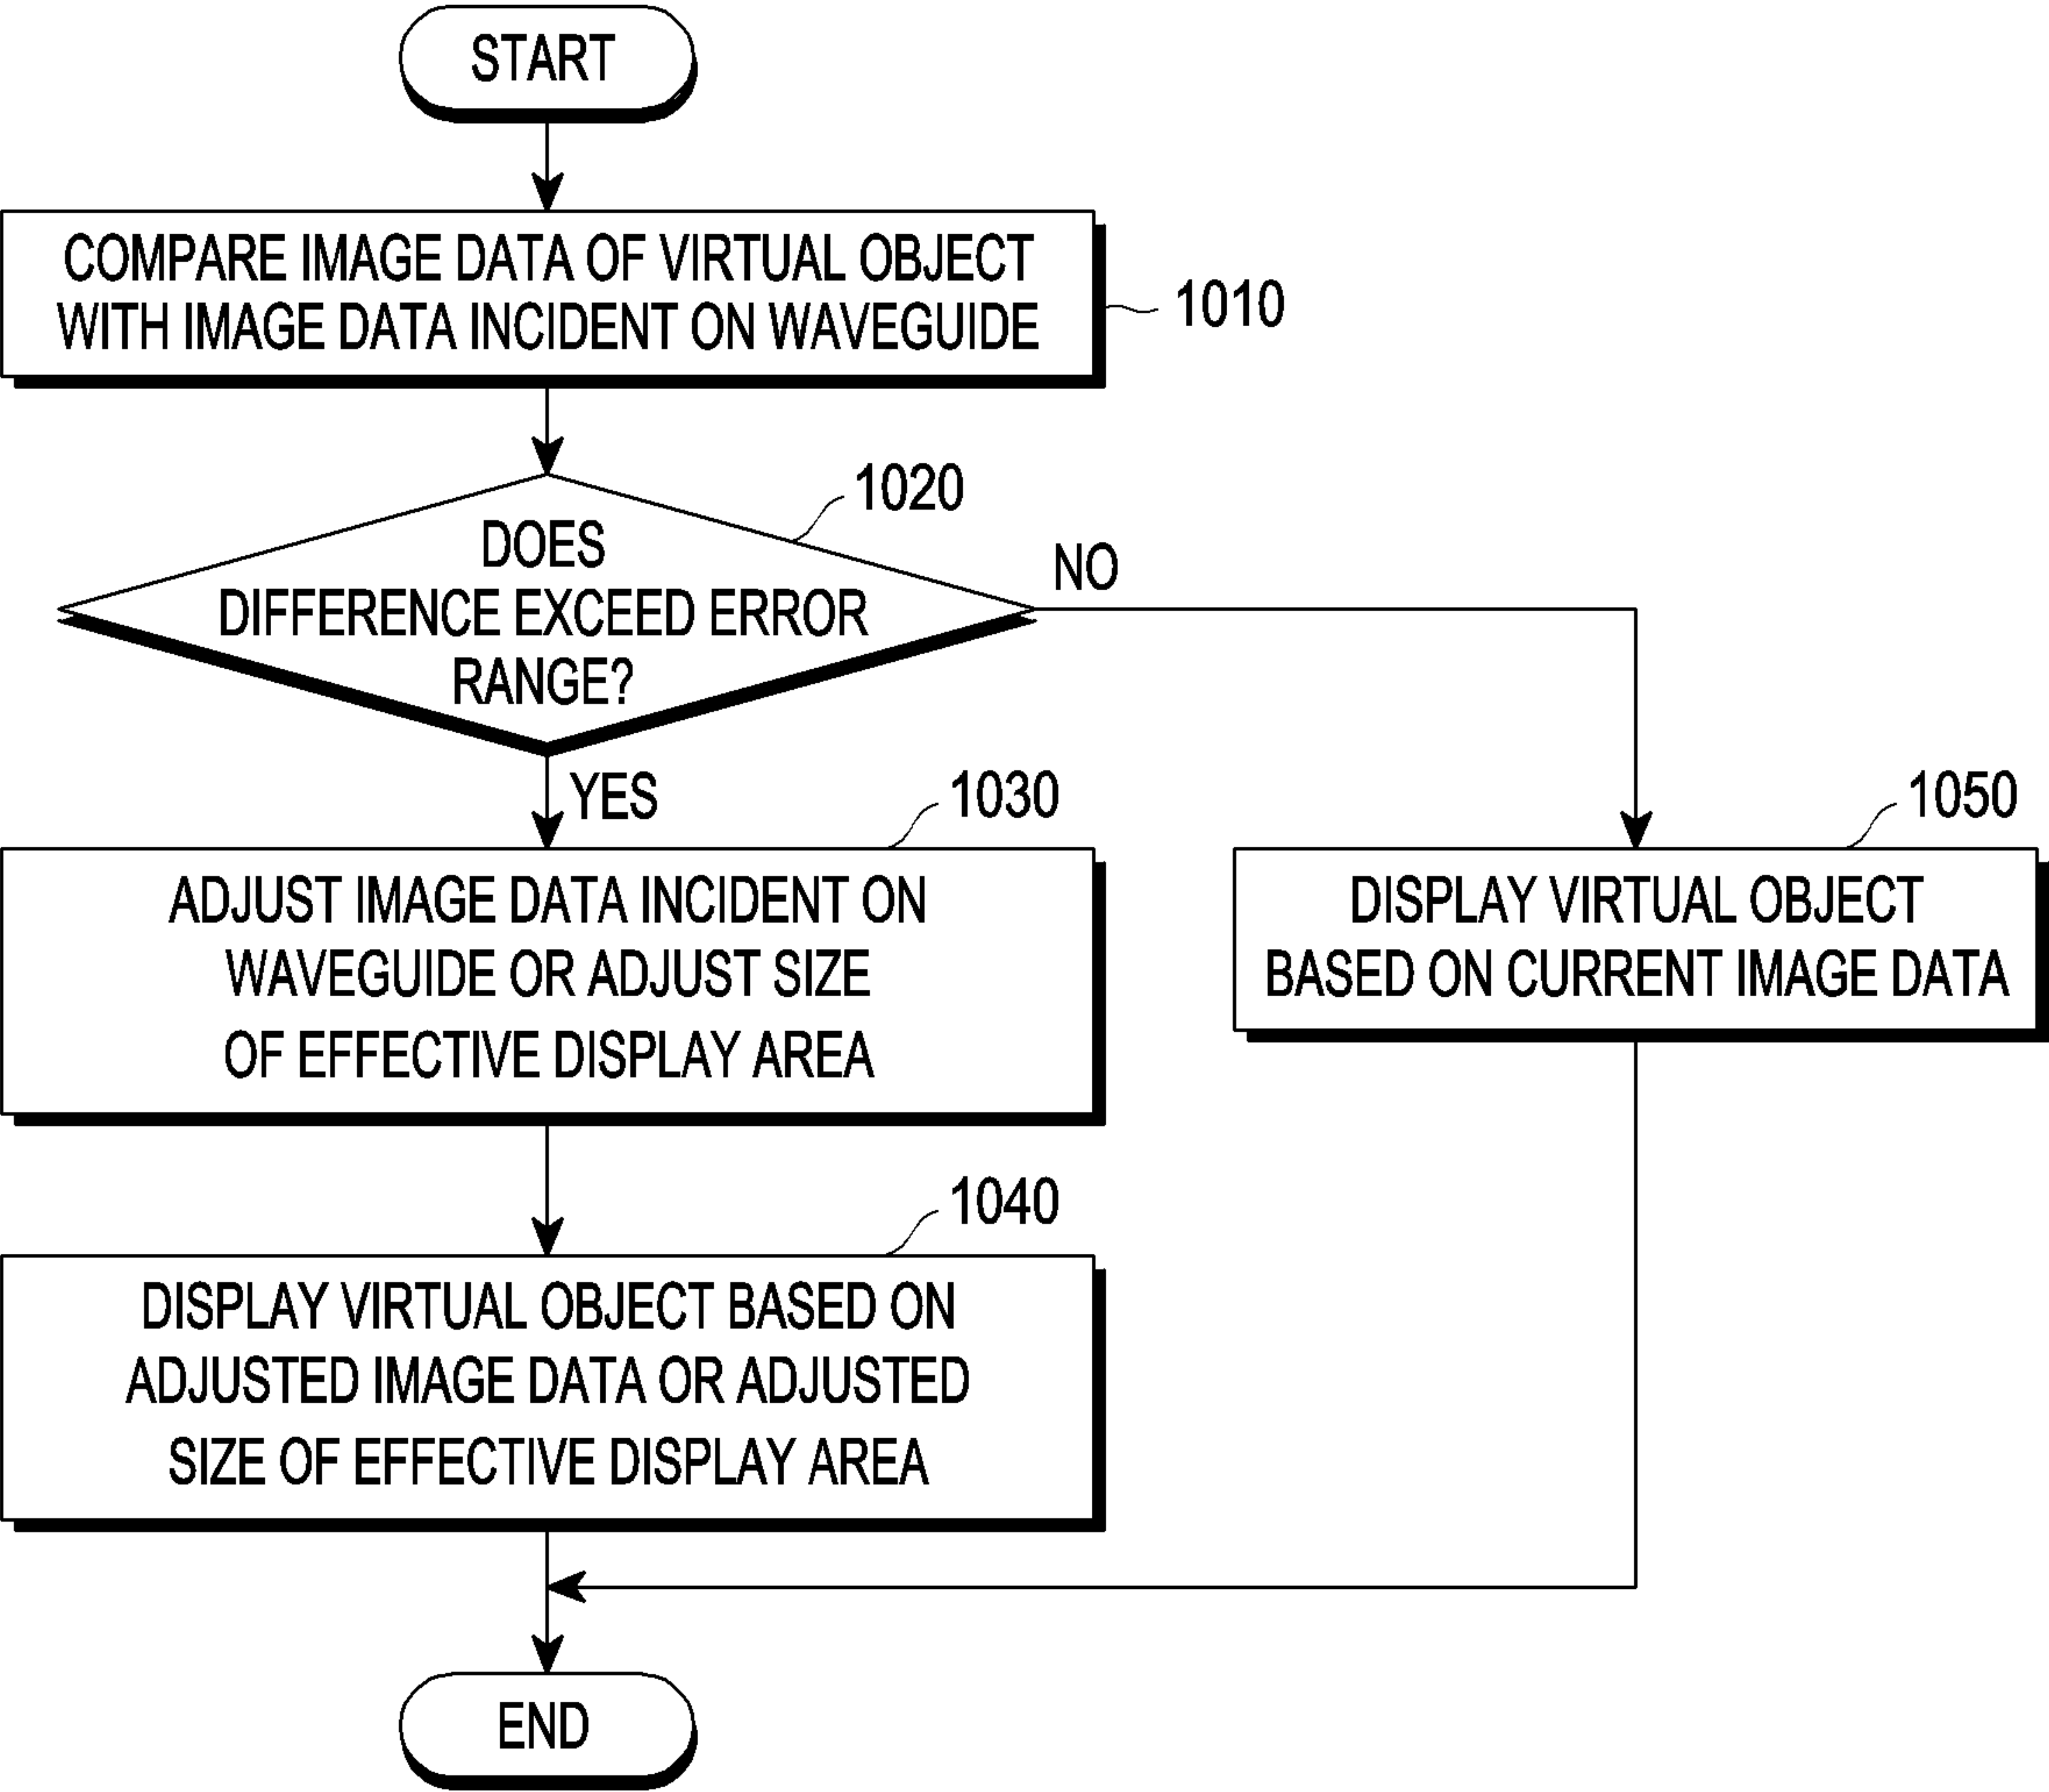 START
COMPARE IMAGE DATA OF VIRTUAL OBJECT
WITH IMAGE DATA INCIDENT ON WAVEGUIDE
1010
1020
DOES
DIFFERENCE EXCEED ERROR
RANGE?
NO
YES
1030
ADJUST IMAGE DATA INCIDENT ON
WAVEGUIDE OR ADJUST SIZE
OF EFFECTIVE DISPLAY AREA
1050
DISPLAY VIRTUAL OBJECT
BASED ON CURRENT IMAGE DATA
1040
DISPLAY VIRTUAL OBJECT BASED ON
ADJUSTED IMAGE DATA OR ADJUSTED
SIZE OF EFFECTIVE DISPLAY AREA
END